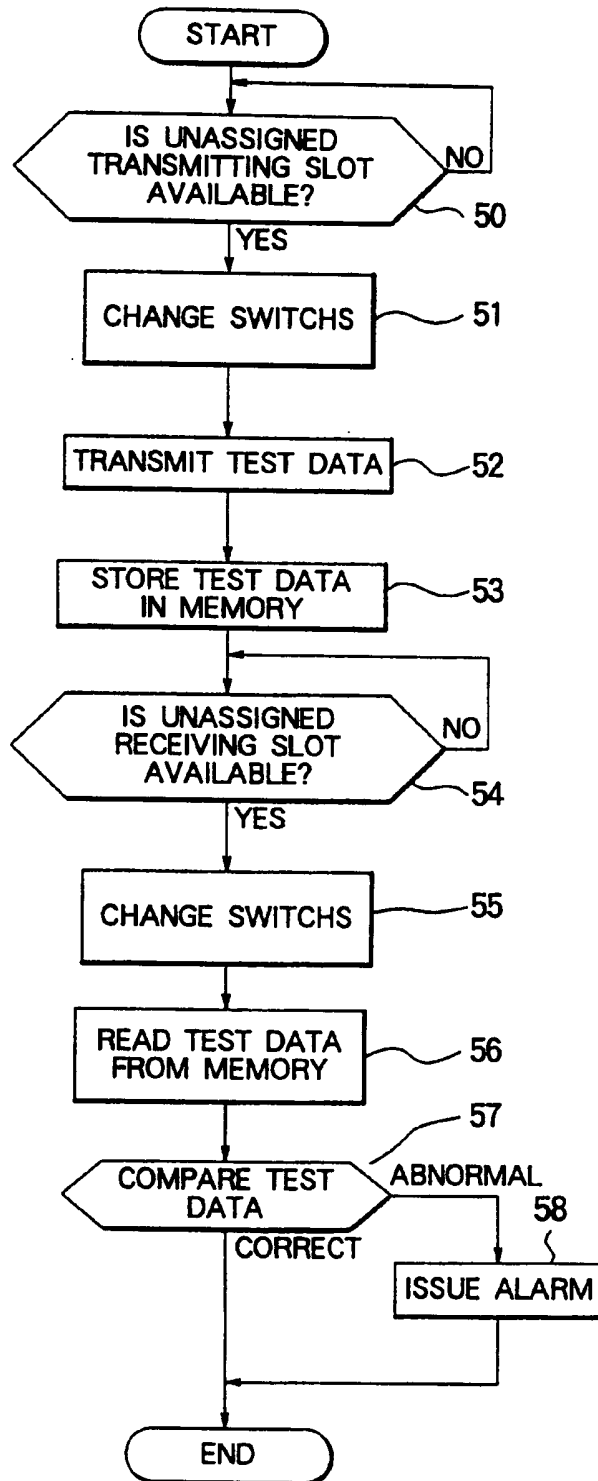 START
IS UNASSIGNED
TRANSMITTING SLOT
AVAILABLE?
NO
50
YES
CHANGE SWITCHS
51
TRANSMIT TEST DATA
52
STORE TEST DATA
IN MEMORY
53
IS UNASSIGNED
RECEIVING SLOT
AVAILABLE?
NO
54
YES
CHANGE SWITCHS
55
READ TEST DATA
FROM MEMORY
56
57
COMPARE TEST
DATA
ABNORMAL
CORRECT
58
ISSUE ALARM
END